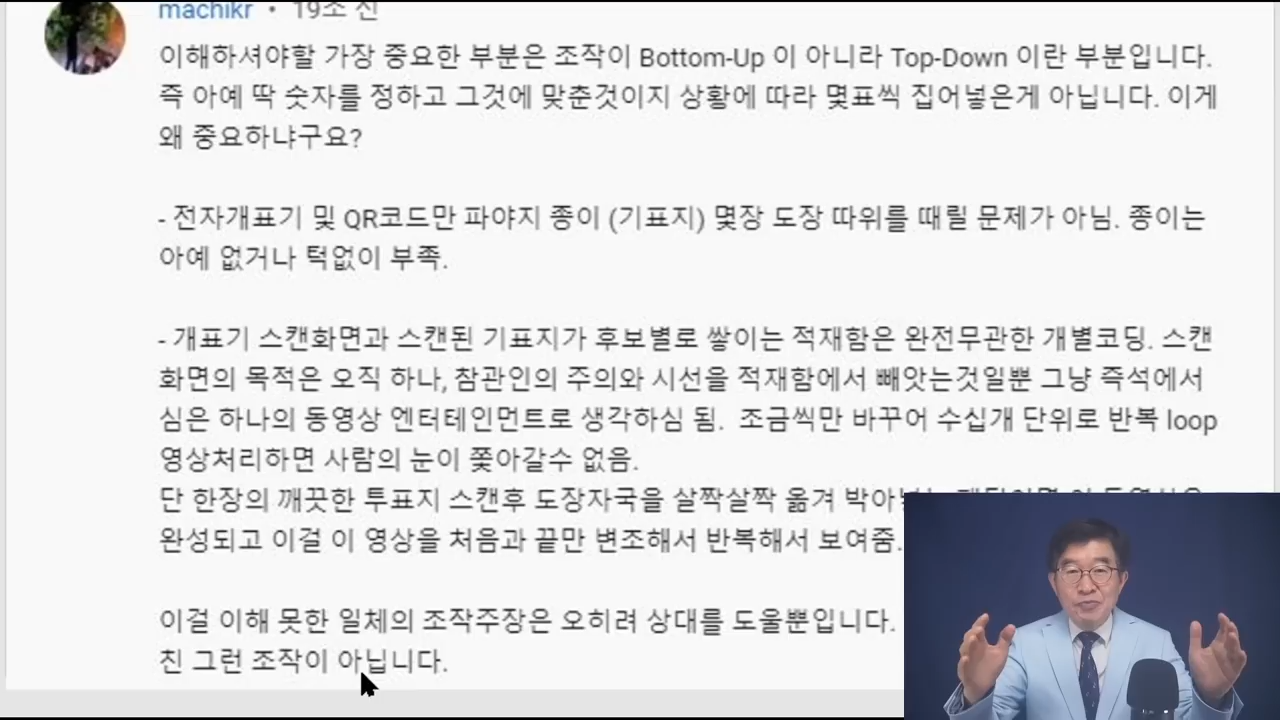 machikr · 19초 전
이해하셔야할 가장 중요한 부분은 조작이 Bottom-Up 이 아니라 Top-Down 이란 부분입니다.
즉 아예 딱 숫자를 정하고 그것에 맞춘것이지 상황에 따라 몇표씩 집어넣은게 아닙니다. 이게
왜 중요하냐구요?
- 전자개표기 및 QR코드만 파야지 종이 (기표지) 몇장 도장 따위를 때릴 문제가 아님. 종이는
아예 없거나 턱없이 부족.
- 개표기 스캔화면과 스캔된 기표지가 후보별로 쌓이는 적재함은 완전무관한 개별코딩. 스캔
화면의 목적은 오직 하나, 참관인의 주의와 시선을 적재함에서 빼앗는것일뿐 그냥 즉석에서
심은 하나의 동영상 엔터테인먼트로 생각하심 됨. 조금씩만 바꾸어 수십개 단위로 반복 loop
영상처리하면 사람의 눈이 쫓아갈수 없음.
단 한장의 깨끗한 투표지 스캔후 도장자국을 살짝살짝 옮겨 박아
완성되고 이걸 이 영상을 처음과 끝만 변조해서 반복해서 보여줌.
이걸 이해 못한 일체의 조작주장은 오히려 상대를 도울뿐입니다.
친 그런 조작이 아닙니다.